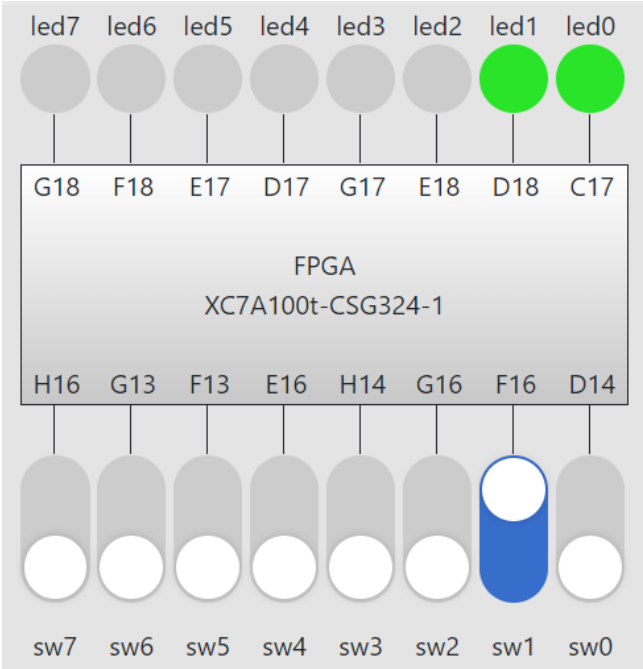 led7 led6 led5 led4 led3 led2 led1 led0
G18 F18 E17 D17 G17 E18 D18 C17
FPGA
XC7A100t-CSG324-1
H16 G13 F13 E16 H14 G16 F16 D14
sw7 sw6 sw5 sw4 sw3 sw2 sw1 sw0